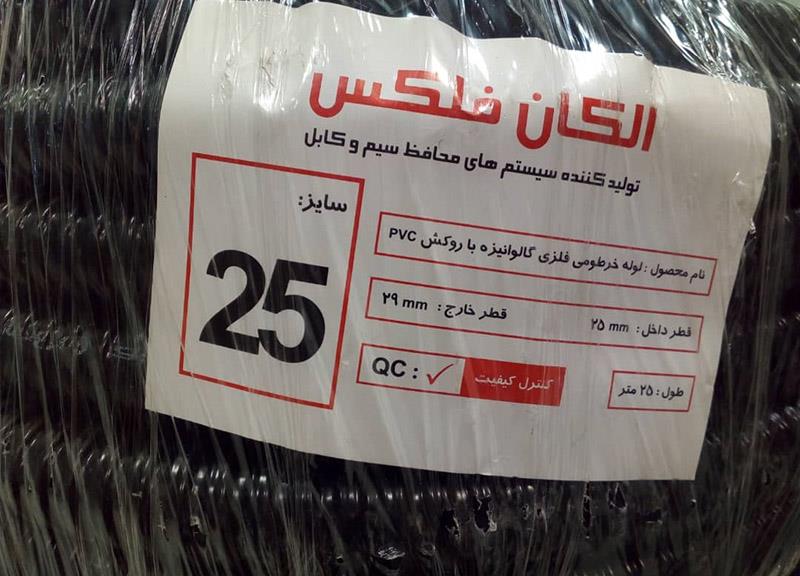 الکان فلکس
تولید کننده سیستم های محافظ سیم و کابل
سایز:
25
نام محصول : لوله خرطومی فلزی گالوانیزه با روکش PVC
قطر داخل : ۲۵ mm قطر خارج : ۲۹ mm
طول : ۲۵ متر
کنترل کیفیت QC : ✓